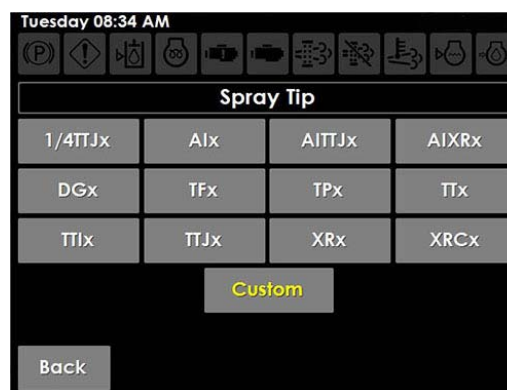 Tuesday 08:34 AM
Spray Tip
1/4TTJx AIx AITTJx AIXRx
DGx TFx TPx TTx
TTIx TTJx XRx XRCx
Custom
Back